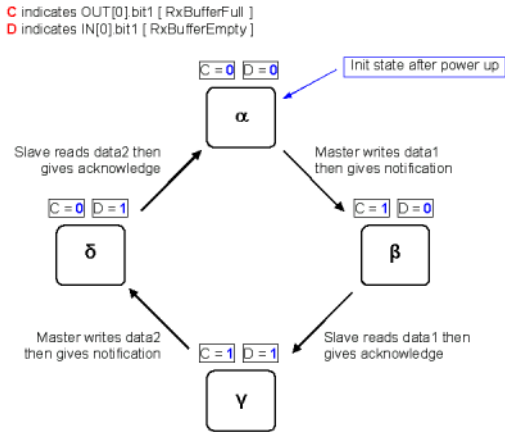 C indicates OUT[0].bit1 [ RxBufferFull ]
D indicates IN[0].bit1 [ RxBufferEmpty ]
C = 0 D = 0
Init state after power up
α
Slave reads data2 then
gives acknowledge
Master writes data1
then gives notification
C = 0 D = 1
C = 1 D = 0
δ
β
Master writes data2
then gives notification
C = 1 D = 1
Slave reads data1 then
gives acknowledge
γ